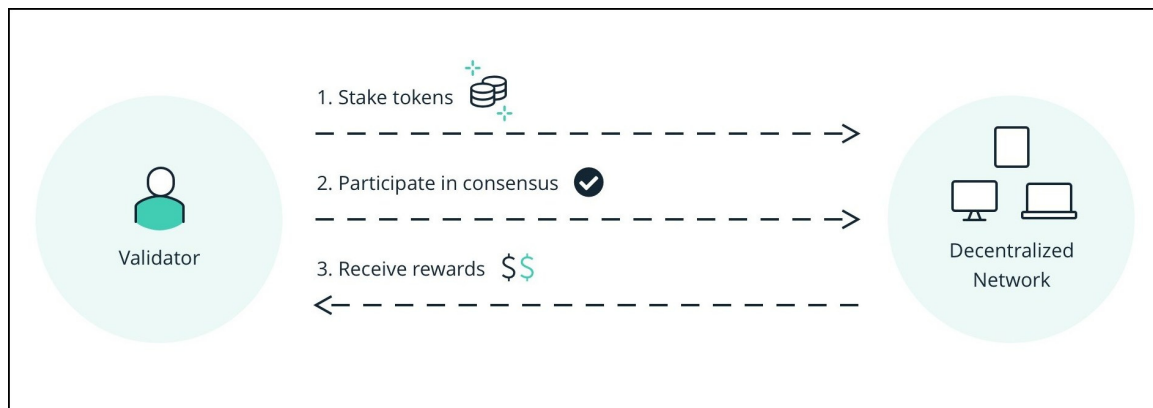 1. Stake tokens
2. Participate in consensus
3. Receive rewards $$
Validator
Decentralized
Network